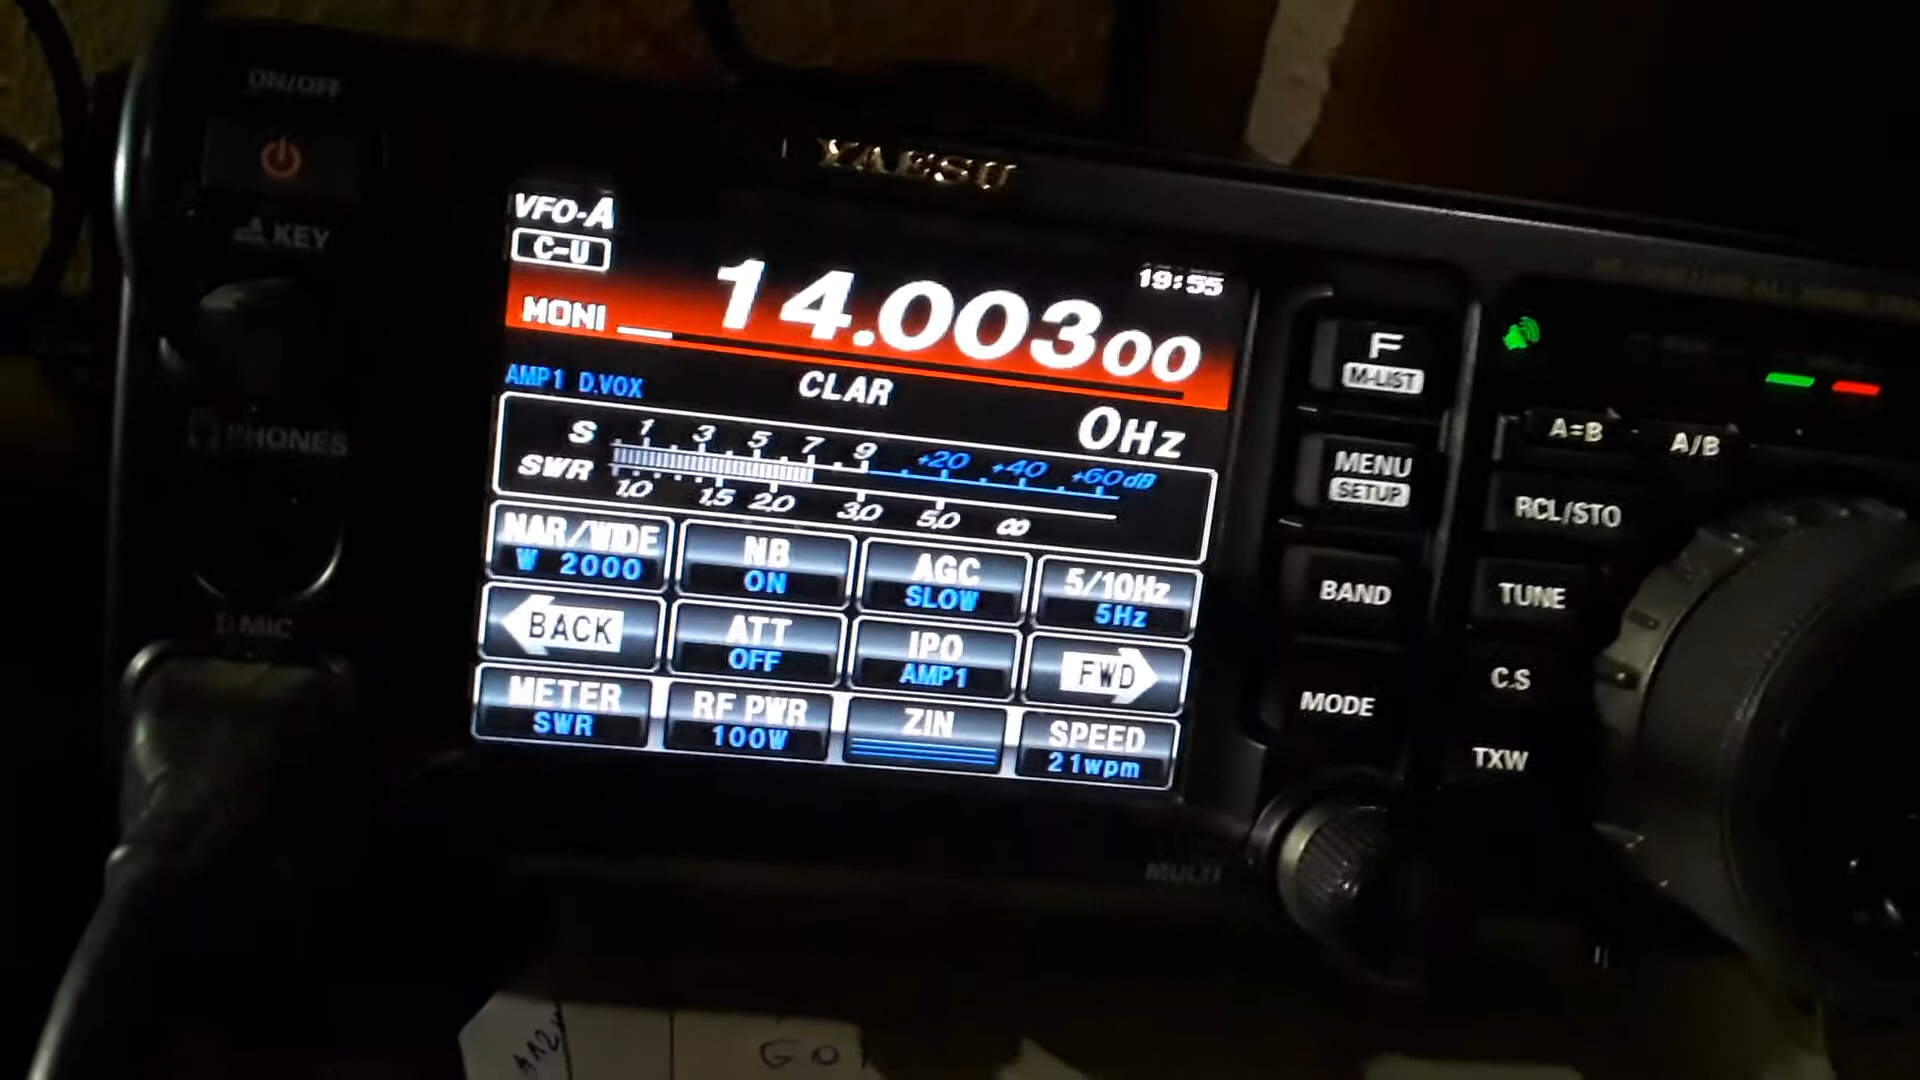 ON/OFF
YAESU
KEY
VFO-A
C-U
19:55
MONI
14.00300
F
M-LIST
AMP1 D.VOX
CLAR
0Hz
PHONES
S 1 3 5 7 9 +20 +40 +60dB
SWR 1.0 1.5 2.0 3.0 5.0 ∞
A=B
A/B
MENU
SETUP
RCL/STO
NAR/WIDE
W 2000
NB
ON
AGC
SLOW
5/10Hz
5Hz
BAND
TUNE
MIC
BACK
ATT
OFF
IPO
AMP1
FWD
C.S
MODE
METER
SWR
RF PWR
100W
ZIN
SPEED
21wpm
TXW
MULTI
GO